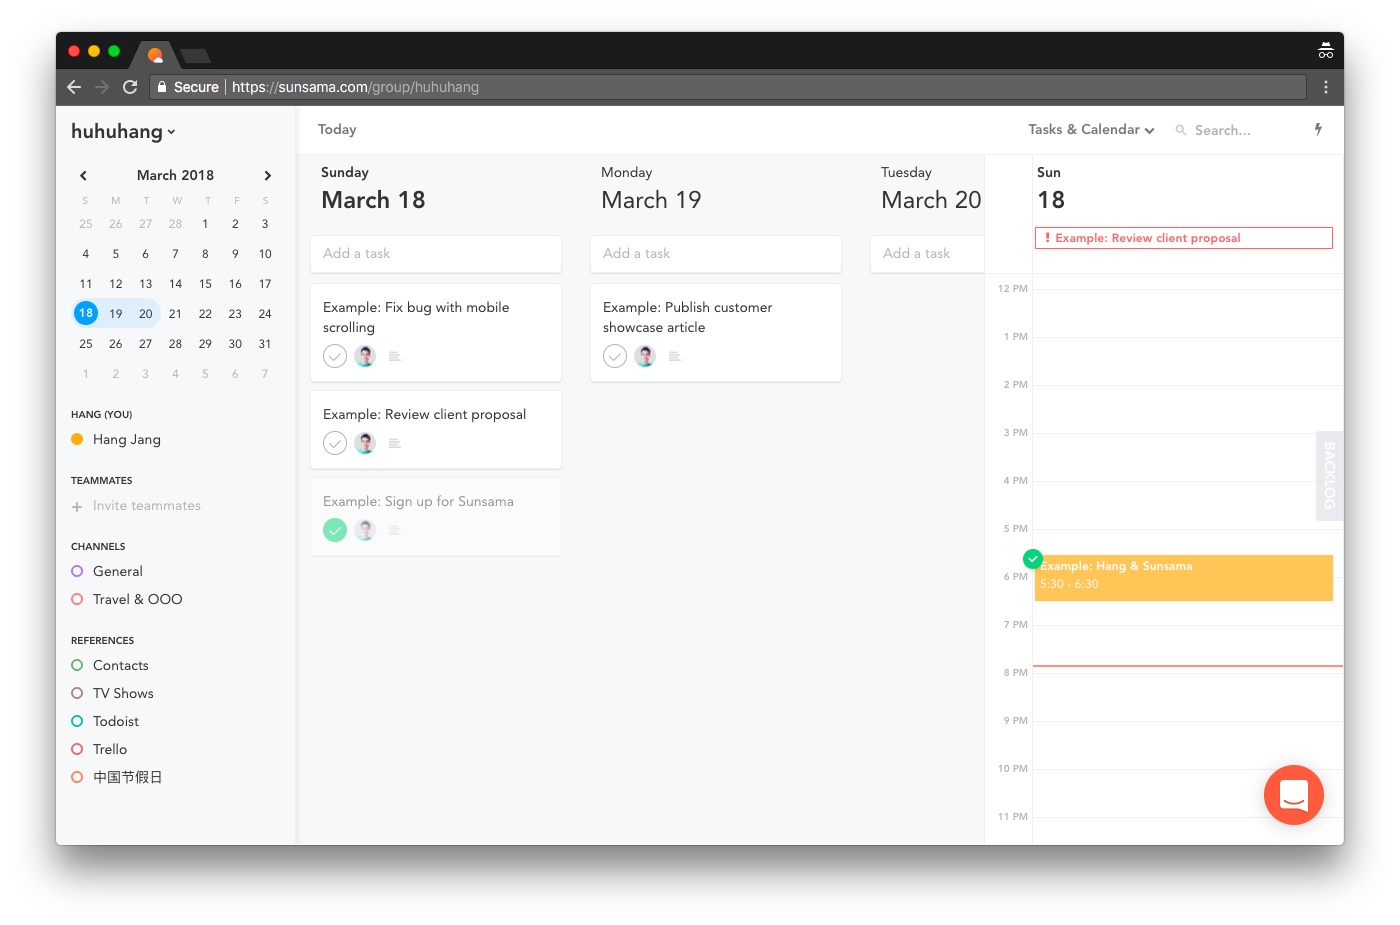 Secure | https://sunsama.com/group/huhuhang
huhuhang
Today
Tasks & Calendar
Search...
March 2018
S M T W T F S
25 26 27 28 1 2 3
4 5 6 7 8 9 10
11 12 13 14 15 16 17
18 19 20 21 22 23 24
25 26 27 28 29 30 31
1 2 3 4 5 6 7
HANG (YOU)
Hang Jang
TEAMMATES
+ Invite teammates
CHANNELS
General
Travel & OOO
REFERENCES
Contacts
TV Shows
Todoist
Trello
中国节假日
Sunday
March 18
Add a task
Example: Fix bug with mobile
scrolling
Example: Review client proposal
Example: Sign up for Sunsama
Monday
March 19
Add a task
Example: Publish customer
showcase article
Tuesday
March 20
Add a task
Sun
18
! Example: Review client proposal
12 PM
1 PM
2 PM
3 PM
4 PM
5 PM
Example: Hang & Sunsama
6 PM
5:30 - 6:30
7 PM
8 PM
9 PM
10 PM
11 PM
BACKLOG